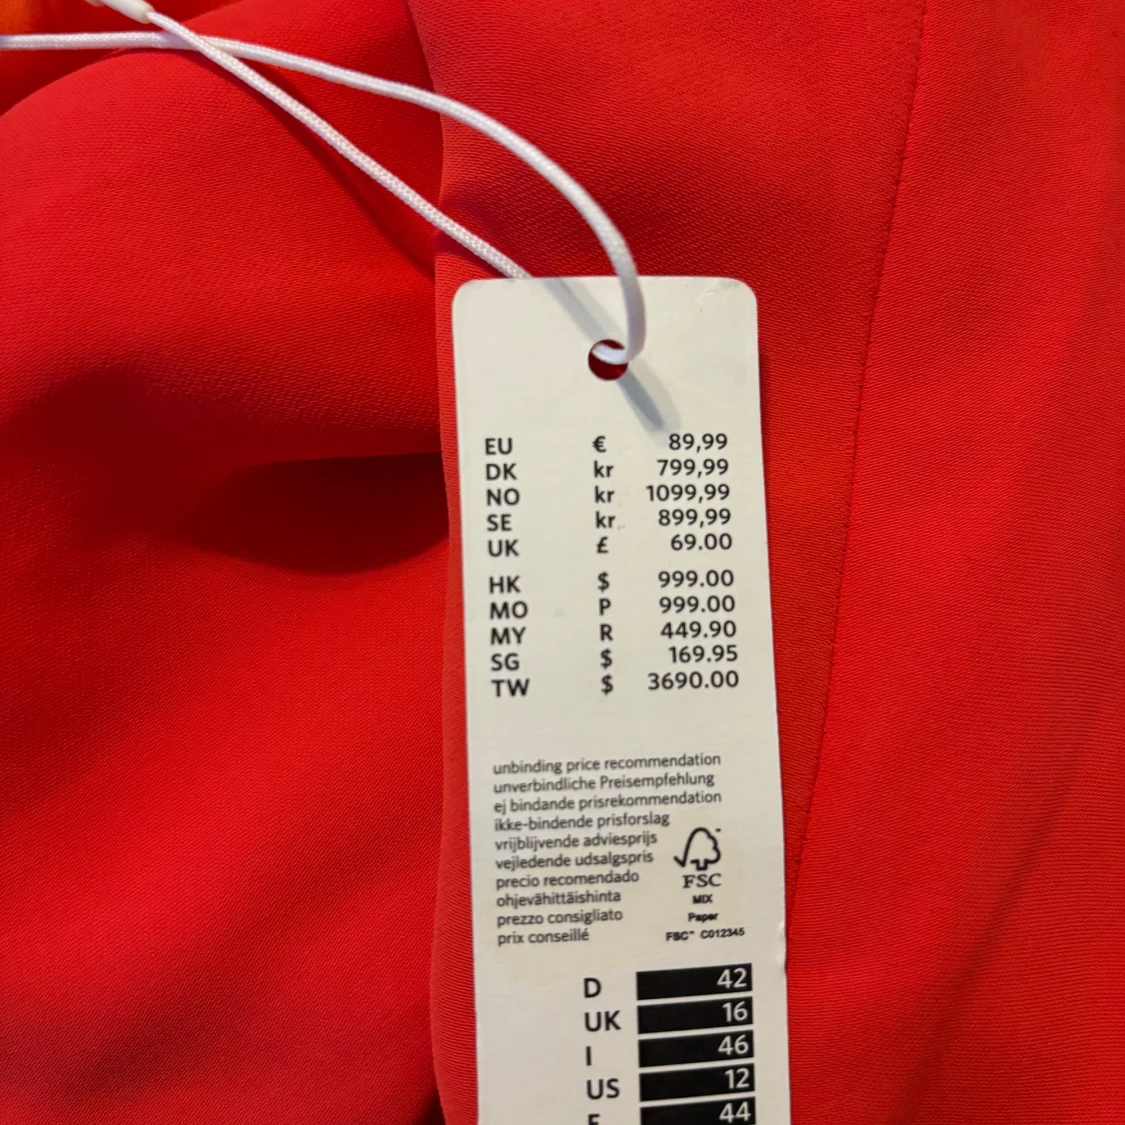 EU € 89,99
DK kr 799,99
NO kr 1099,99
SE kr 899,99
UK £ 69.00
HK $ 999.00
MO P 999.00
MY R 449.90
SG $ 169.95
TW $ 3690.00
unbinding price recommendation
unverbindliche Preisempfehlung
ej bindande prisrekommendation
ikke-bindende prisforslag
vrijblijvende adviesprijs
vejledende udsalgspris
precio recomendado
ohjevähittäishinta
prezzo consigliato
prix conseillé
FSC
MIX
Paper
FSC™ C012345
D 42
UK 16
I 46
US 12
F 44